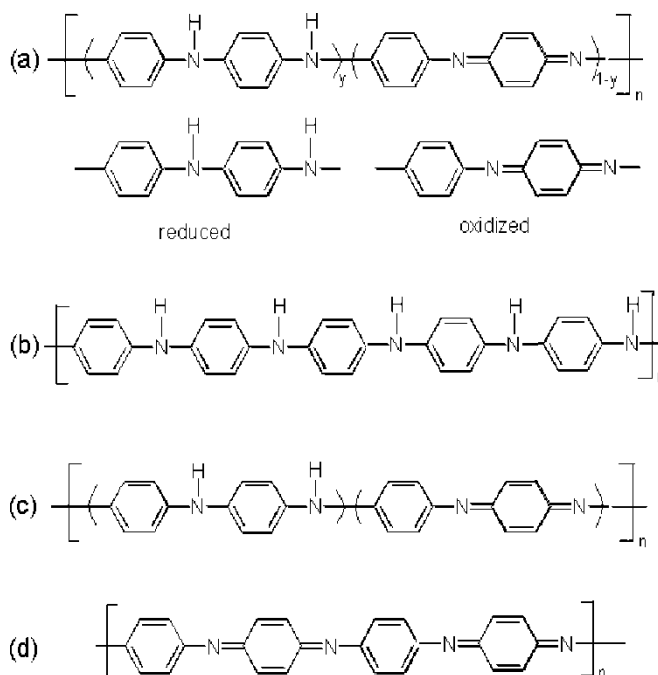 H H
(a) N N y N N 1-y n
H H
N N N N
reduced oxidized
H H H H H
(b) N N N N N
H H
(c) N N N N n
(d) N N N N n